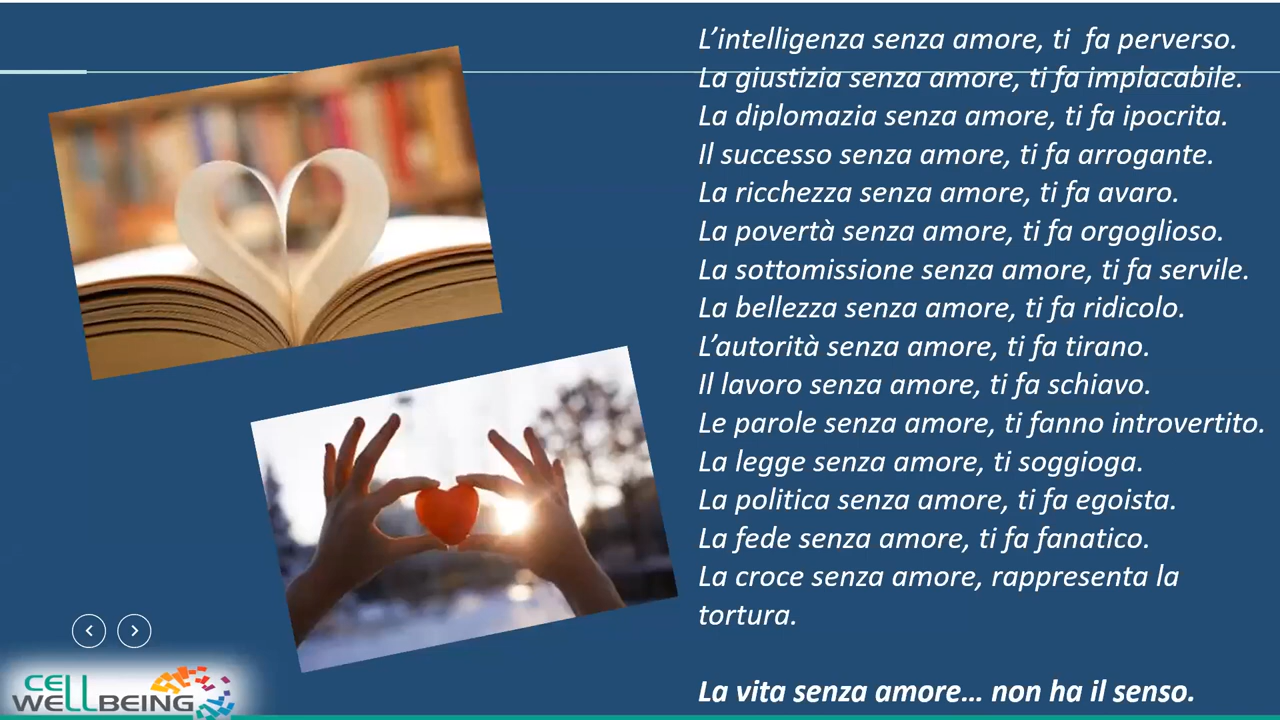 L’intelligenza senza amore, ti  fa perverso.
La giustizia senza amore, ti fa implacabile.
La diplomazia senza amore, ti fa ipocrita.
Il successo senza amore, ti fa arrogante.
La ricchezza senza amore, ti fa avaro.
La povertà senza amore, ti fa orgoglioso.
La sottomissione senza amore, ti fa servile.
La bellezza senza amore, ti fa ridicolo.
L’autorità senza amore, ti fa tirano.
Il lavoro senza amore, ti fa schiavo.
Le parole senza amore, ti fanno introvertito.
La legge senza amore, ti soggioga.
La politica senza amore, ti fa egoista.
La fede senza amore, ti fa fanatico.
La croce senza amore, rappresenta la
tortura.
La vita senza amore… non ha il senso.
CELL
WELLBEING